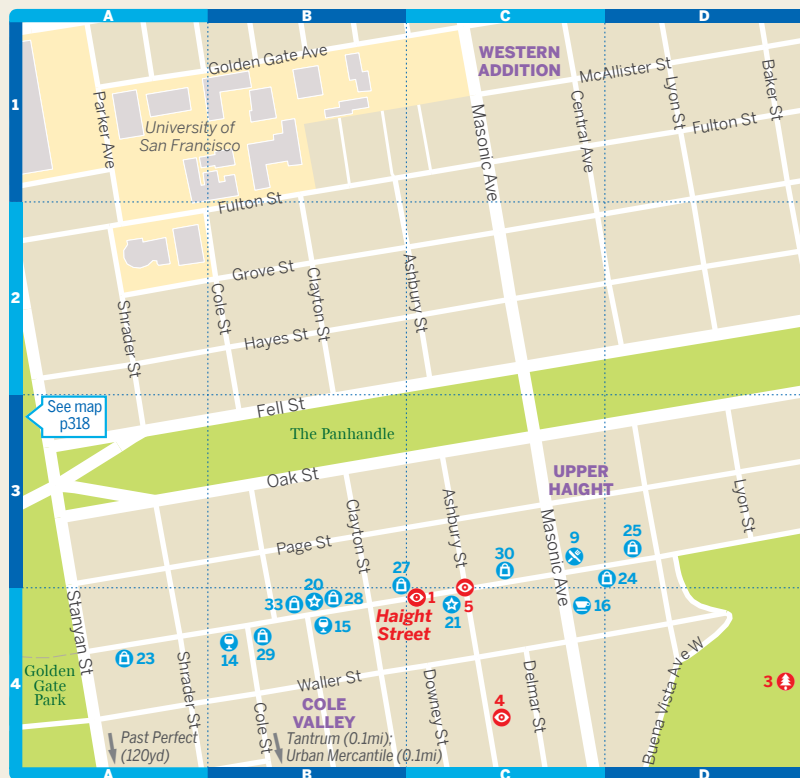 A
B
C
D
1
2
3
4
Golden Gate Ave
WESTERN
ADDITION
McAllister St
Parker Ave
University of
San Francisco
Masonic Ave
Central Ave
Lyon St
Baker St
Fulton St
Fulton St
Grove St
Shrader St
Cole St
Clayton St
Ashbury St
Hayes St
See map
p318
Fell St
The Panhandle
Oak St
UPPER
HAIGHT
Page St
Clayton St
Ashbury St
Masonic Ave
Lyon St
30
9
25
27
24
20
28
33
1
5
21
16
15
Haight
Street
Stanyan St
23
14
29
Golden
Gate
Park
Shrader St
Waller St
Cole St
COLE
VALLEY
Downey St
4
Delmar St
Buena Vista Ave W
3
Past Perfect
(120yd)
Tantrum (0.1mi);
Urban Mercantile (0.1mi)
A
B
C
D